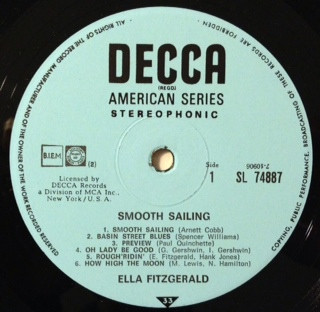 ALL RIGHTS OF THE RECORD MANUFACTURER AND OF THE OWNER OF THE WORK RECORDED RESERVED
COPYING, PUBLIC PERFORMANCE, BROADCASTING OF THESE RECORDS ARE FORBIDDEN
DECCA
(REGD)
AMERICAN SERIES
STEREOPHONIC
B.I.E.M
Licensed by
DECCA Records
a Division of MCA Inc.,
New York/U.S.A.
Side
1
SL 74887
SMOOTH SAILING
1. SMOOTH SAILING (Arnett Cobb)
2. BASIN STREET BLUES (Spencer Williams)
3. PREVIEW (Paul Quinchette)
4. OH LADY BE GOOD (G. Gershwin, I. Gershwin)
5. ROUGH'RIDIN' (E. Fitzgerald, Hank Jones)
6. HOW HIGH THE MOON (M. Lewis, N. Hamilton)
ELLA FITZGERALD
33